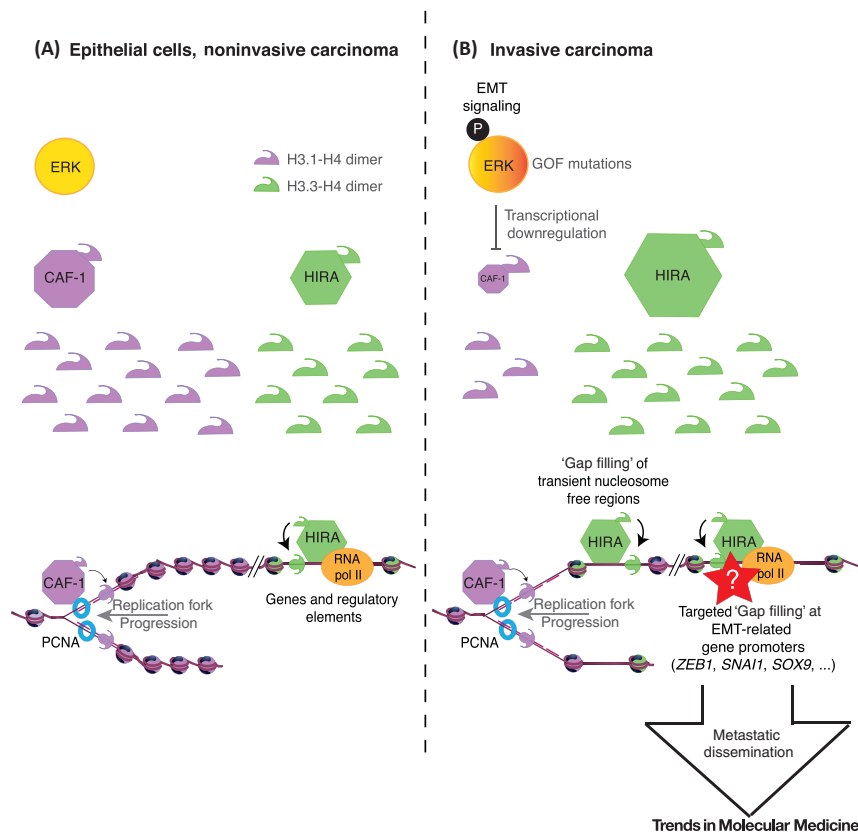 (A) Epithelial cells, noninvasive carcinoma
ERK
H3.1-H4 dimer
H3.3-H4 dimer
CAF-1
HIRA
HIRA
RNA
pol II
CAF-1
Replication fork
Progression
PCNA
Genes and regulatory
elements
(B) Invasive carcinoma
EMT
signaling
P
ERK
GOF mutations
Transcriptional
downregulation
CAF-1
HIRA
'Gap filling' of
transient nucleosome
free regions
HIRA
HIRA
RNA
pol II
?
CAF-1
Replication fork
Progression
PCNA
Targeted 'Gap filling' at
EMT-related
gene promoters
(ZEB1, SNAI1, SOX9, ...)
Metastatic
dissemination
Trends in Molecular Medicine